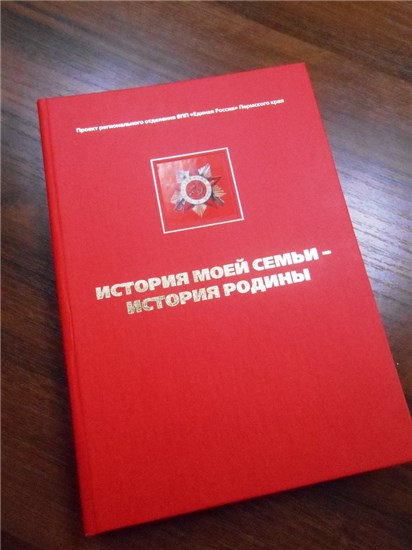 Проект регионального отделения ВПП «Единая Россия» Пермского края
ИСТОРИЯ МОЕЙ СЕМЬИ –
ИСТОРИЯ РОДИНЫ